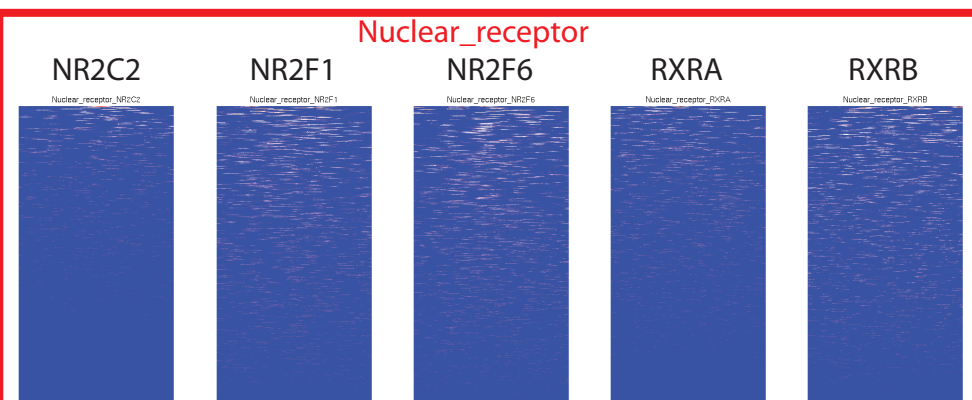 Nuclear_receptor
NR2C2 NR2F1 NR2F6 RXRA RXRB
Nuclear_receptor_NR2C2 Nuclear_receptor_NR2F1 Nuclear_receptor_NR2F6 Nuclear_receptor_RXRA Nuclear_receptor_RXRB